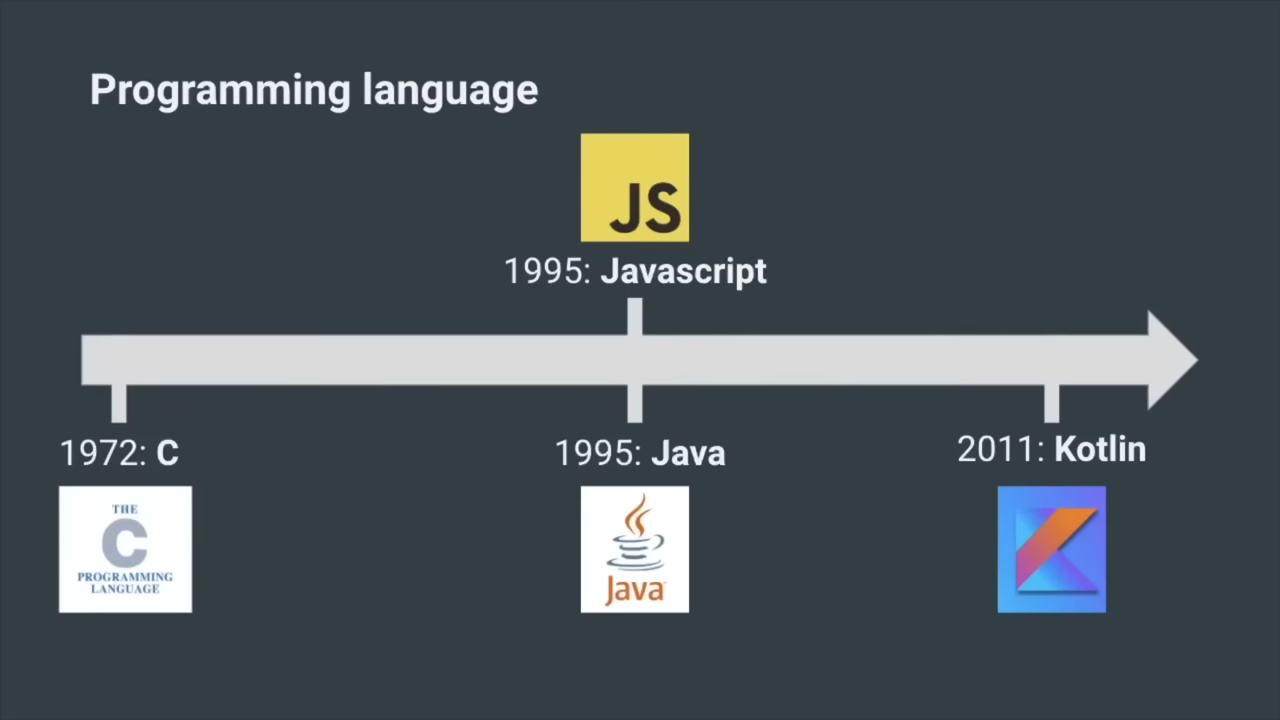 Programming language
JS
1995: Javascript
1972: C
1995: Java
2011: Kotlin
THE
C
PROGRAMMING
LANGUAGE
Java